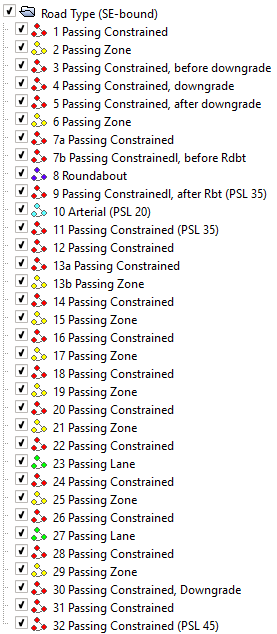 Road Type (SE-bound)
1 Passing Constrained
2 Passing Zone
3 Passing Constrained, before downgrade
4 Passing Constrained, downgrade
5 Passing Constrained, after downgrade
6 Passing Zone
7a Passing Constrained
7b Passing Constrainedl, before Rdbt
8 Roundabout
9 Passing Constrainedl, after Rbt (PSL 35)
10 Arterial (PSL 20)
11 Passing Constrained (PSL 35)
12 Passing Constrained
13a Passing Constrained
13b Passing Zone
14 Passing Constrained
15 Passing Zone
16 Passing Constrained
17 Passing Zone
18 Passing Constrained
19 Passing Zone
20 Passing Constrained
21 Passing Zone
22 Passing Constrained
23 Passing Lane
24 Passing Constrained
25 Passing Zone
26 Passing Constrained
27 Passing Lane
28 Passing Constrained
29 Passing Zone
30 Passing Constrained, Downgrade
31 Passing Constrained
32 Passing Constrained (PSL 45)